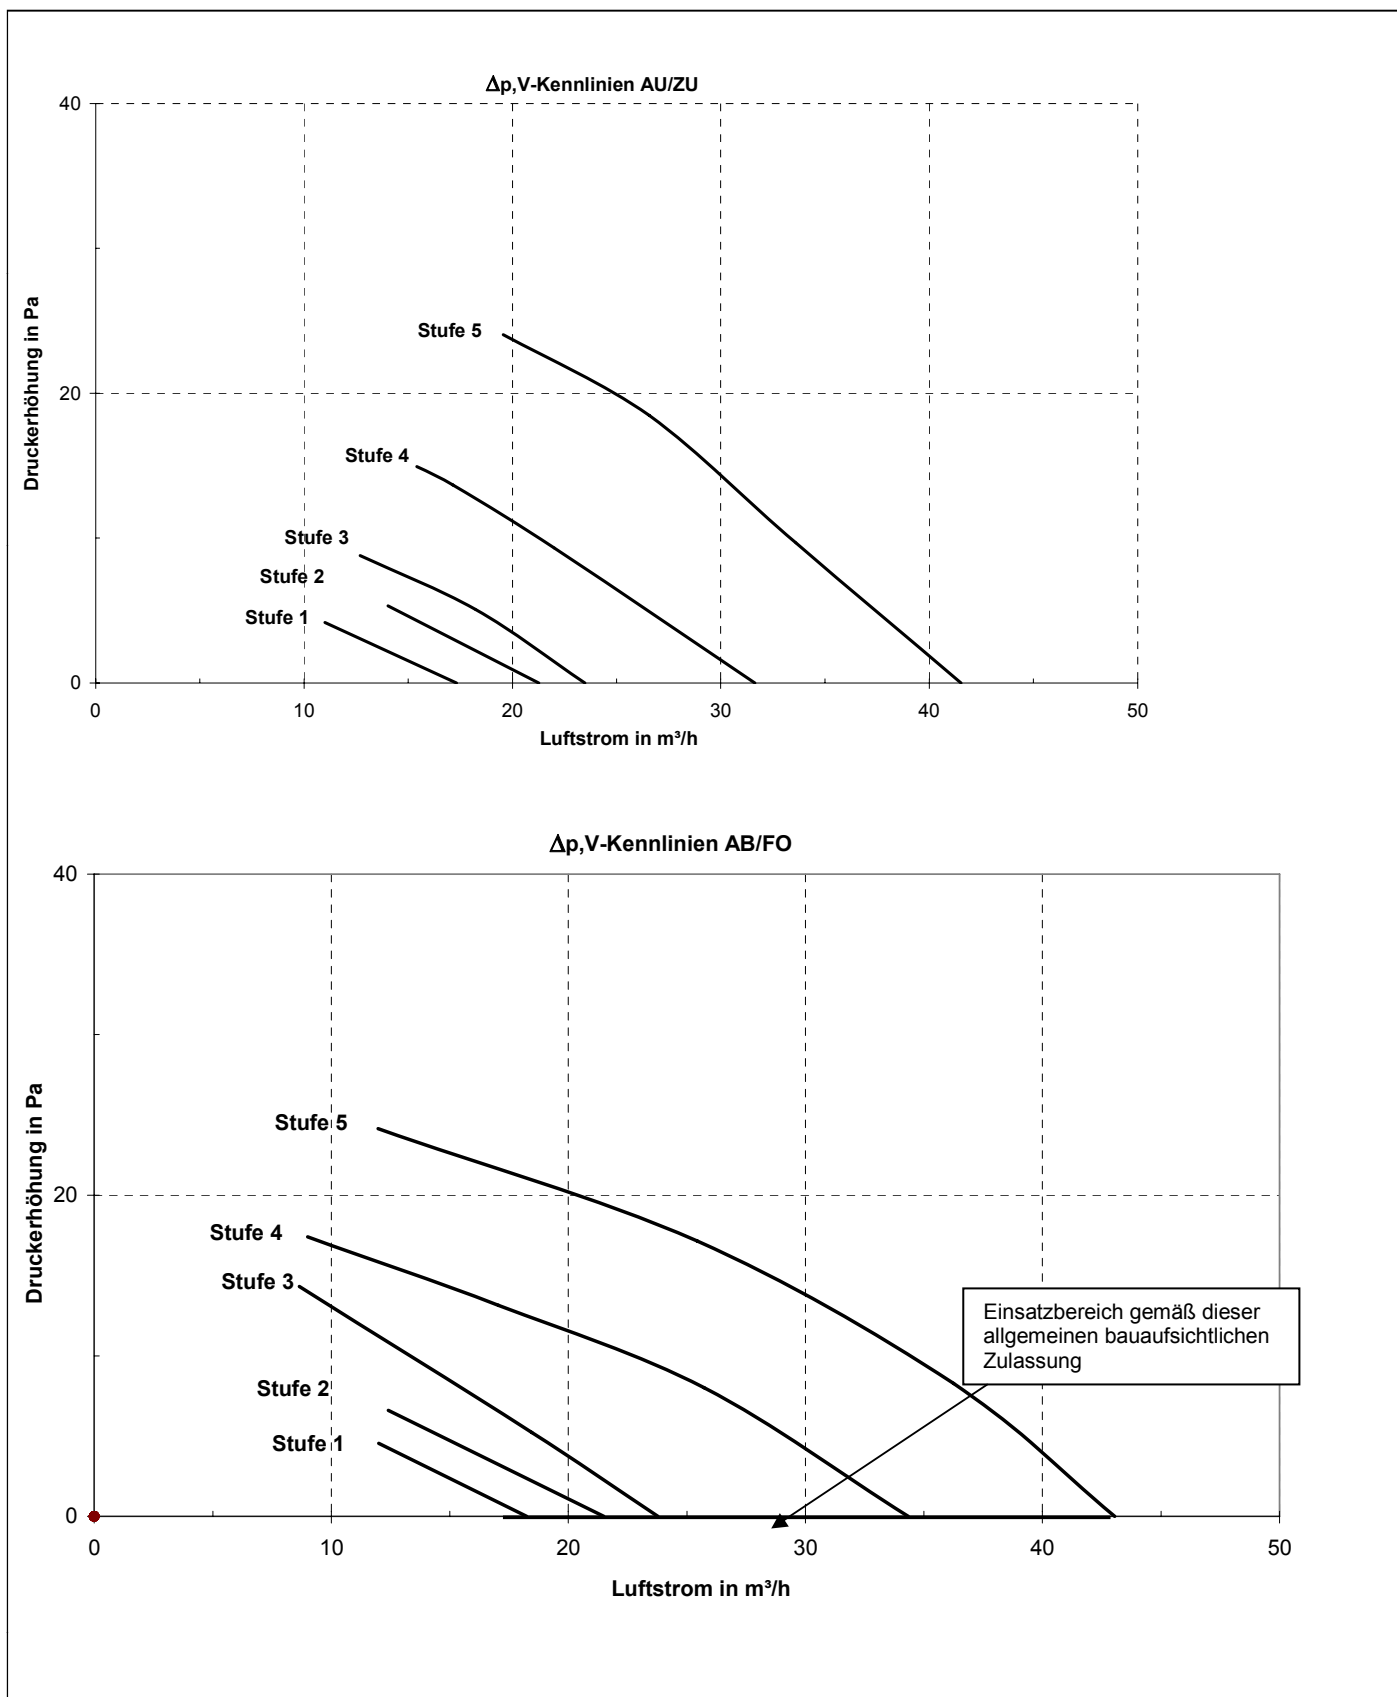 Δp,V-Kennlinien AU/ZU
40
20
0
Druckerhöhung in Pa
Stufe 5
Stufe 4
Stufe 3
Stufe 2
Stufe 1
0 10 20 30 40 50
Luftstrom in m³/h
Δp,V-Kennlinien AB/FO
40
20
0
Druckerhöhung in Pa
Stufe 5
Stufe 4
Stufe 3
Stufe 2
Stufe 1
Einsatzbereich gemäß dieser
allgemeinen bauaufsichtlichen
Zulassung
0 10 20 30 40 50
Luftstrom in m³/h